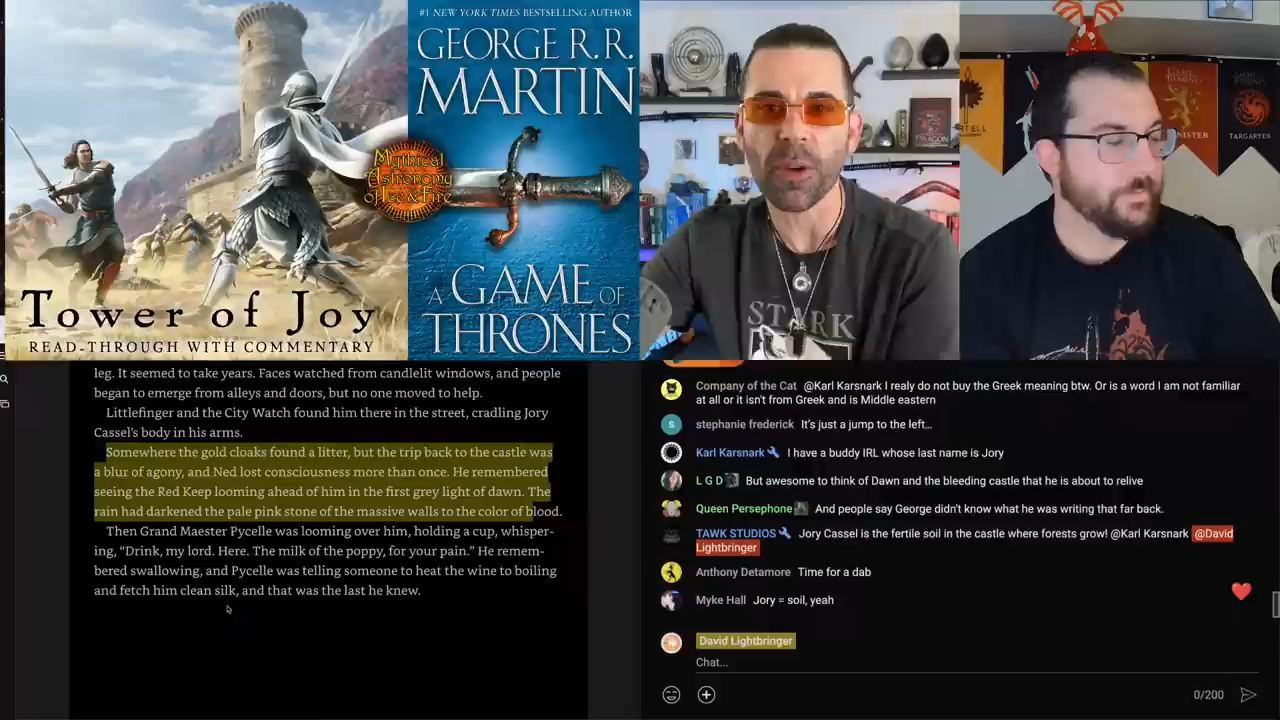 Tower of Joy
READ-THROUGH WITH COMMENTARY
Mythical
Astronomy
of Ice & Fire
#1 NEW YORK TIMES BESTSELLING AUTHOR
GEORGE R.R.
MARTIN
A GAME OF
THRONES
STARK
DRAGON
TELL
NISTER
GAME OF
THRONES
TARGARYEN
leg. It seemed to take years. Faces watched from candlelit windows, and people
began to emerge from alleys and doors, but no one moved to help.
Littlefinger and the City Watch found him there in the street, cradling Jory
Cassel's body in his arms.
Somewhere the gold cloaks found a litter, but the trip back to the castle was
a blur of agony, and Ned lost consciousness more than once. He remembered
seeing the Red Keep looming ahead of him in the first grey light of dawn. The
rain had darkened the pale pink stone of the massive walls to the color of blood.
Then Grand Maester Pycelle was looming over him, holding a cup, whisper-
ing, “Drink, my lord. Here. The milk of the poppy, for your pain.” He remem-
bered swallowing, and Pycelle was telling someone to heat the wine to boiling
and fetch him clean silk, and that was the last he knew.
Company of the Cat @Karl Karsnark I realy do not buy the Greek meaning btw. Or is a word I am not familiar
at all or it isn't from Greek and is Middle eastern
S stephanie frederick It's just a jump to the left...
Karl Karsnark I have a buddy IRL whose last name is Jory
L G D But awesome to think of Dawn and the bleeding castle that he is about to relive
Queen Persephone And people say George didn't know what he was writing that far back.
TAWK STUDIOS Jory Cassel is the fertile soil in the castle where forests grow! @Karl Karsnark @David
Lightbringer
Anthony Detamore Time for a dab
Myke Hall Jory = soil, yeah
David Lightbringer
Chat...
0/200